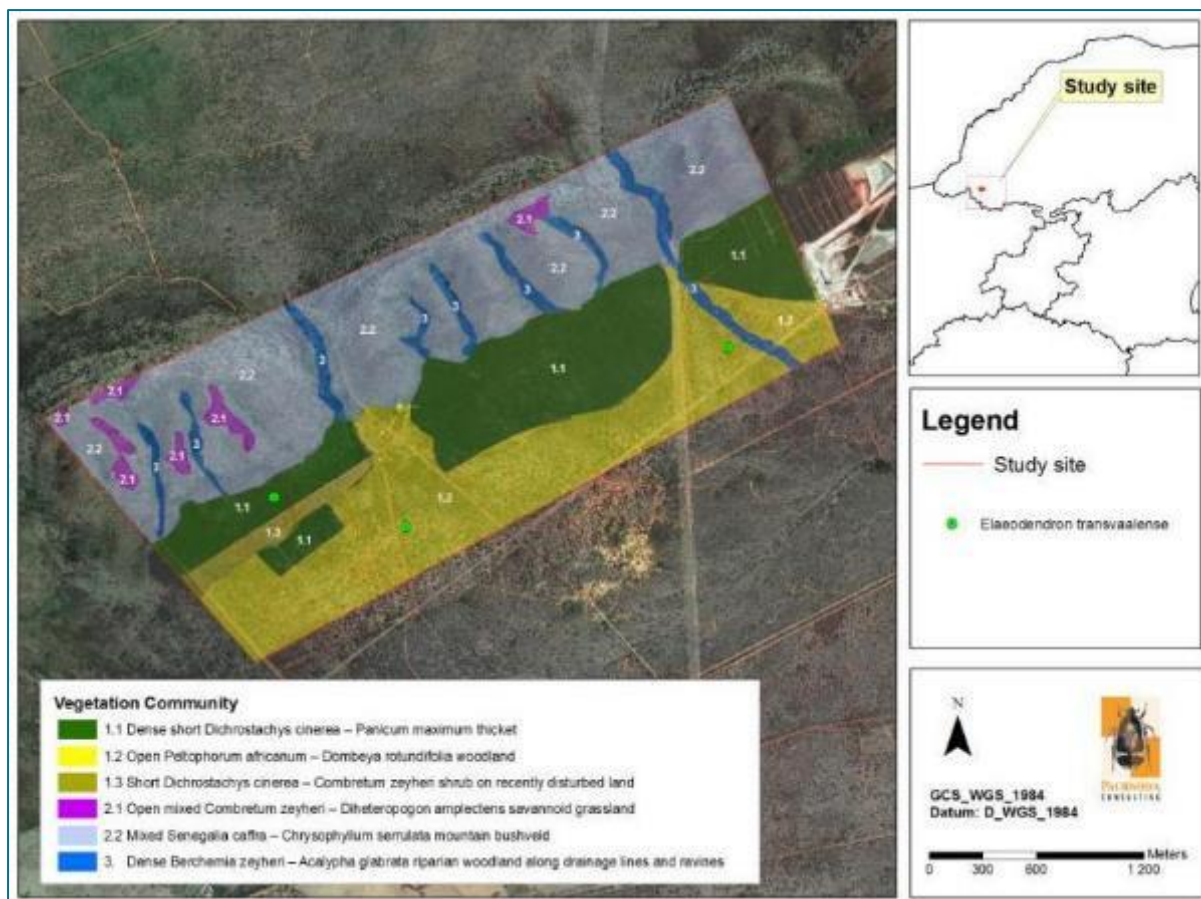 Study site
2.2
2.1
2.2
3
2.2
1.1
3
3
3
1.2
3
3
2.2
1.1
3
2.2
2.1
2.1
2.1
2.2
3
3
2.1
2.1
1.2
1.1
1.3
1.1
Legend
Study site
Elaeodendron transvaalense
Vegetation Community
1.1 Dense short Dichrostachys cinerea – Panicum maximum thicket
1.2 Open Peltophorum africanum – Dombeya rotundifolia woodland
1.3 Short Dichrostachys cinerea – Combretum zeyheri shrub on recently disturbed land
2.1 Open mixed Combretum zeyheri – Diheteropogon amplectens savannoid grassland
2.2 Mixed Senegalia caffra – Chrysophyllum serrulata mountain bushveld
3. Dense Berchemia zeyheri – Acalypha glabrata riparian woodland along drainage lines and ravines
N
GCS_WGS_1984
Datum: D_WGS_1984
CONSULTING
Meters
0 300 600 1 200